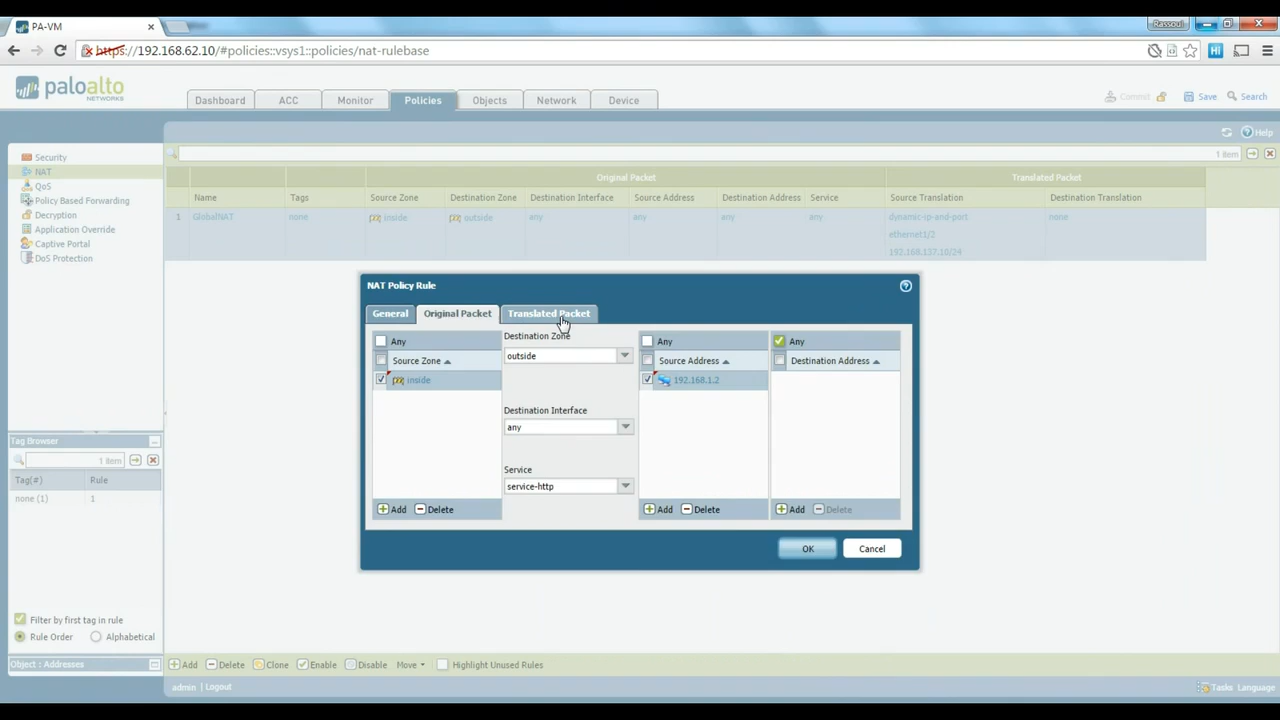 PA-VM
Rassoul
https://192.168.62.10/#policies::vsys1::policies/nat-rulebase
Hi
paloalto
NETWORKS
Dashboard
ACC
Monitor
Policies
Objects
Network
Device
Commit
Save
Search
Help
Security
NAT
QoS
Policy Based Forwarding
Decryption
Application Override
Captive Portal
DoS Protection
1 item
Original Packet
Translated Packet
Name
Tags
Source Zone
Destination Zone
Destination Interface
Source Address
Destination Address
Service
Source Translation
Destination Translation
1
GlobalNAT
none
inside
outside
any
any
any
any
dynamic-ip-and-port
none
ethernet1/2
192.168.137.10/24
NAT Policy Rule
General
Original Packet
Translated Packet
Any
Source Zone
inside
Add
Delete
Destination Zone
outside
Destination Interface
any
Service
service-http
Any
Source Address
192.168.1.2
Add
Delete
Any
Destination Address
Add
Delete
OK
Cancel
Tag Browser
1 item
Tag(#)
Rule
none (1)
1
Filter by first tag in rule
Rule Order
Alphabetical
Object : Addresses
Add
Delete
Clone
Enable
Disable
Move
Highlight Unused Rules
admin | Logout
Tasks
Language